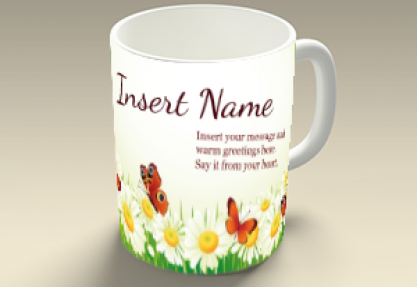 Insert Name
Insert your message and
warm greetings here
Say it from your heart.